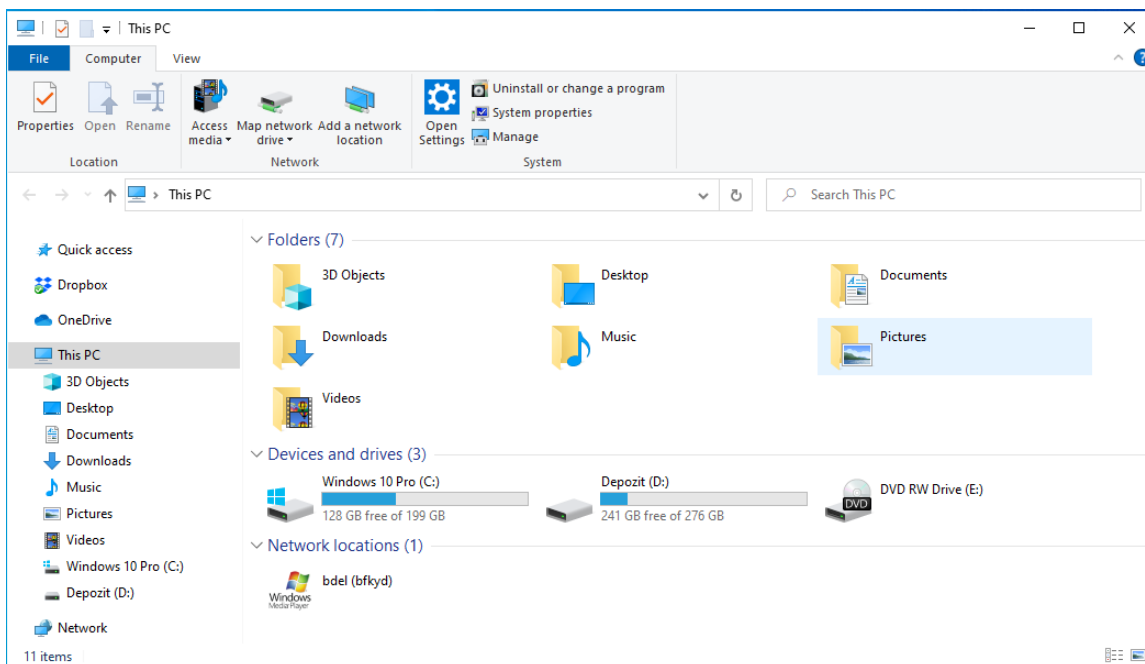 This PC
File Computer View
Properties Open Rename Access media Map network drive Add a network location Open Settings Uninstall or change a program
System properties
Manage
Location Network System
This PC Search This PC
Quick access
Dropbox
OneDrive
This PC
3D Objects
Desktop
Documents
Downloads
Music
Pictures
Videos
Windows 10 Pro (C:)
Depozit (D:)
Network
Folders (7)
3D Objects Desktop Documents
Downloads Music Pictures
Videos
Devices and drives (3)
Windows 10 Pro (C:) Depozit (D:) DVD RW Drive (E:)
128 GB free of 199 GB 241 GB free of 276 GB
DVD
Network locations (1)
bdel (bfkyd)
Windows
Media Player
11 items